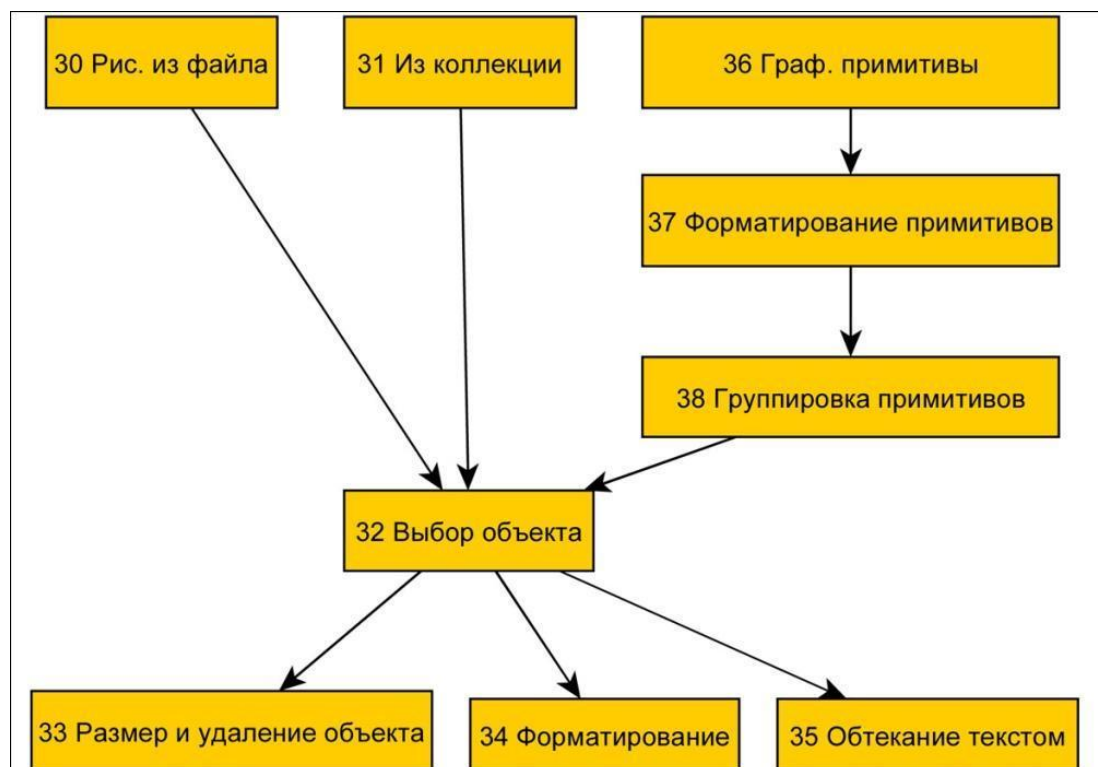 30 Рис. из файла
31 Из коллекции
36 Граф. примитивы
37 Форматирование примитивов
38 Группировка примитивов
32 Выбор объекта
33 Размер и удаление объекта
34 Форматирование
35 Обтекание текстом